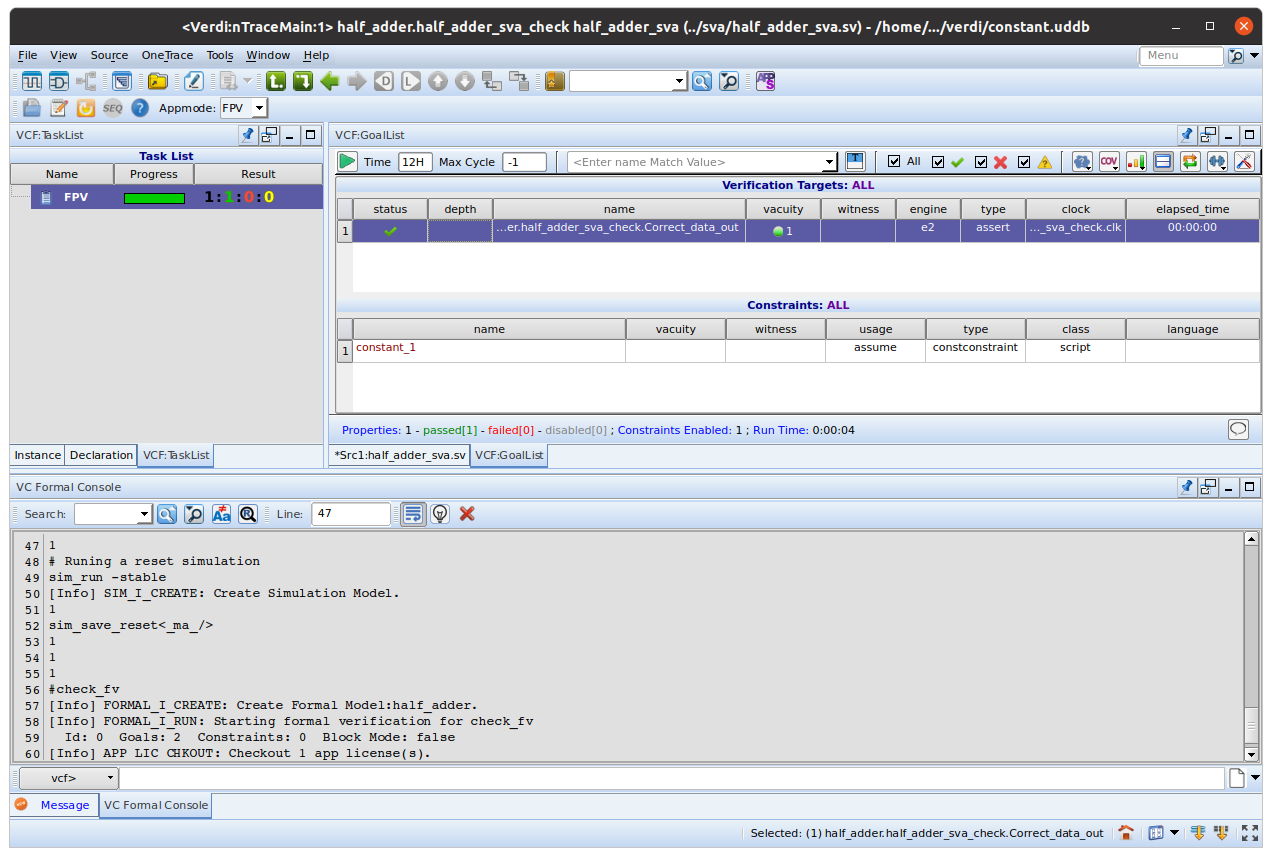 <Verdi:nTraceMain:1> half_adder.half_adder_sva_check half_adder_sva (../sva/half_adder_sva.sv) - /home/.../verdi/constant.uddb
File View Source OneTrace Tools Window Help
Menu
SEQ Appmode: FPV
VCF:TaskList
Task List
Name Progress Result
FPV 1:1:0:0
VCF:GoalList
Time 12H Max Cycle -1 <Enter name Match Value> All COV
Verification Targets: ALL
status depth name vacuity witness engine type clock elapsed_time
1 ...er.half_adder_sva_check.Correct_data_out 1 e2 assert ..._sva_check.clk 00:00:00
Constraints: ALL
name vacuity witness usage type class language
1 constant_1 assume constconstraint script
Properties: 1 - passed[1] - failed[0] - disabled[0] ; Constraints Enabled: 1 ; Run Time: 0:00:04
Instance Declaration VCF:TaskList
*Src1:half_adder_sva.sv VCF:GoalList
VC Formal Console
Search: Line: 47
47 1
48 # Runing a reset simulation
49 sim_run -stable
50 [Info] SIM_I_CREATE: Create Simulation Model.
51 1
52 sim_save_reset<_ma_/>
53 1
54 1
55 1
56 #check_fv
57 [Info] FORMAL_I_CREATE: Create Formal Model:half_adder.
58 [Info] FORMAL_I_RUN: Starting formal verification for check_fv
59 Id: 0 Goals: 2 Constraints: 0 Block Mode: false
60 [Info] APP LIC CHKOUT: Checkout 1 app license(s).
vcf>
Message VC Formal Console
Selected: (1) half_adder.half_adder_sva_check.Correct_data_out